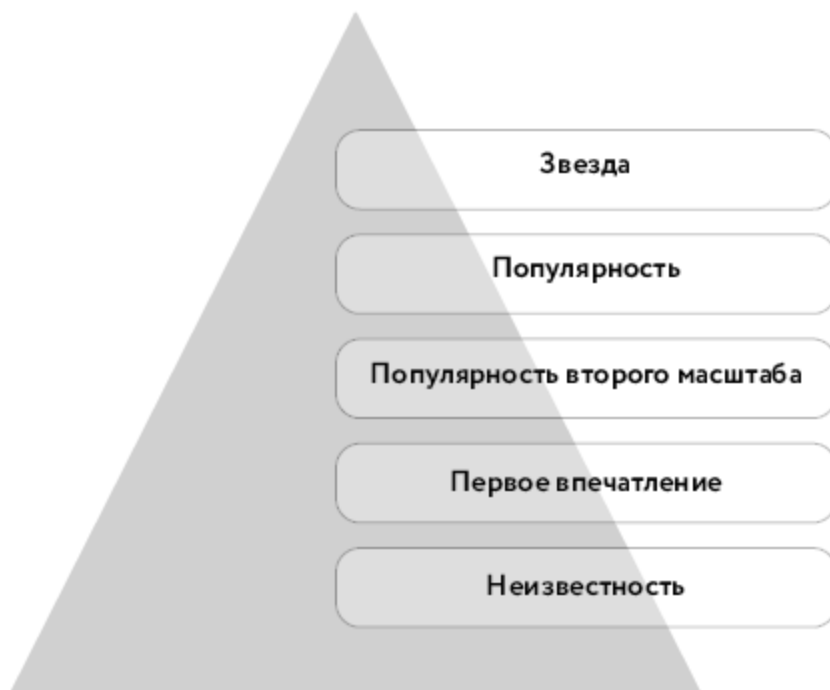 Звезда
Популярность
Популярность второго масштаба
Первое впечатление
Неизвестность